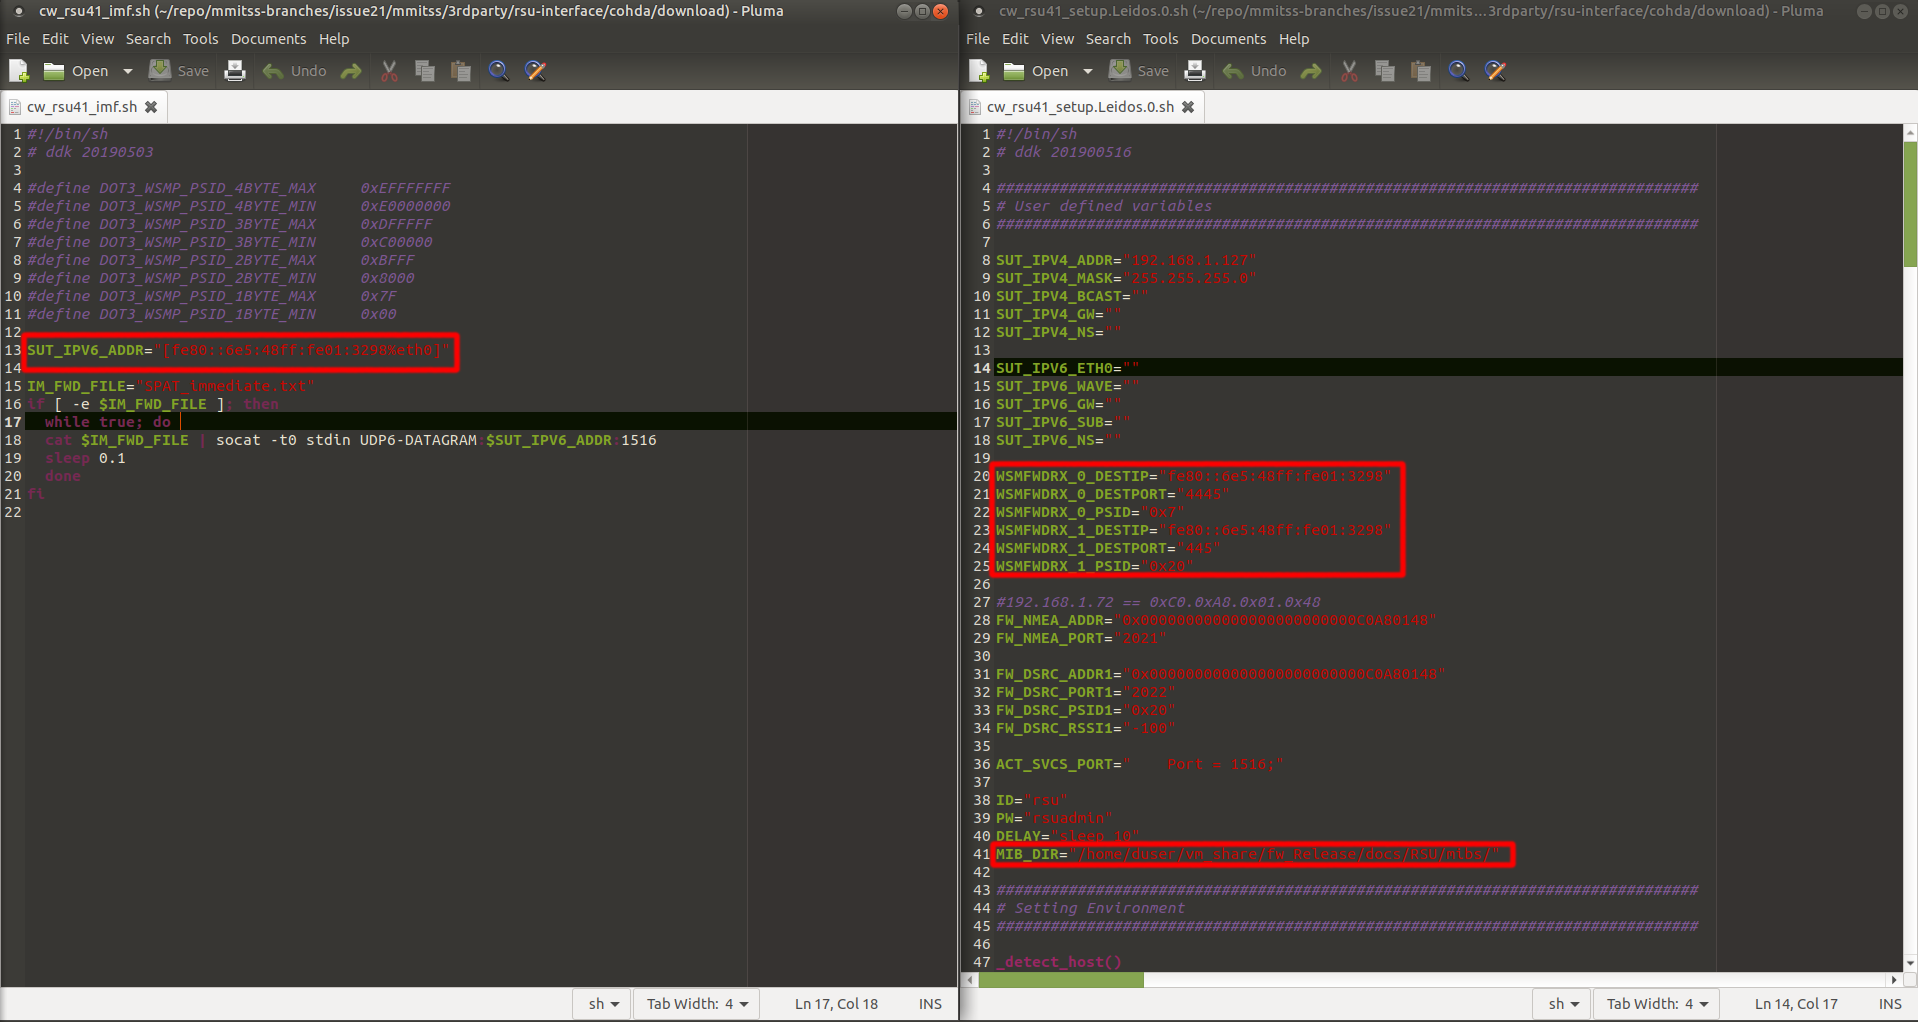 cw_rsu41_imf.sh (~/repo/mmitss-branches/issue21/mmitss/3rdparty/rsu-interface/cohda/download) - Pluma
File Edit View Search Tools Documents Help
Open Save Undo
cw_rsu41_imf.sh
1 #!/bin/sh
2 # ddk 20190503
3
4 #define DOT3_WSMP_PSID_4BYTE_MAX     0xEFFFFFFF
5 #define DOT3_WSMP_PSID_4BYTE_MIN     0xE0000000
6 #define DOT3_WSMP_PSID_3BYTE_MAX     0xDFFFFF
7 #define DOT3_WSMP_PSID_3BYTE_MIN     0xC00000
8 #define DOT3_WSMP_PSID_2BYTE_MAX     0xBFFF
9 #define DOT3_WSMP_PSID_2BYTE_MIN     0x8000
10 #define DOT3_WSMP_PSID_1BYTE_MAX     0x7F
11 #define DOT3_WSMP_PSID_1BYTE_MIN     0x00
12
13 SUT_IPV6_ADDR="[fe80::6e5:48ff:fe01:3298%eth0]"
14
15 IM_FWD_FILE="SPAT_immediate.txt"
16 if [ -e $IM_FWD_FILE ]; then
17   while true; do
18   cat $IM_FWD_FILE | socat -t0 stdin UDP6-DATAGRAM:$SUT_IPV6_ADDR:1516
19   sleep 0.1
20   done
21 fi
22
sh Tab Width: 4 Ln 17, Col 18 INS
cw_rsu41_setup.Leidos.0.sh (~/repo/mmitss-branches/issue21/mmits...3rdparty/rsu-interface/cohda/download) - Pluma
File Edit View Search Tools Documents Help
Open Save Undo
cw_rsu41_setup.Leidos.0.sh
1 #!/bin/sh
2 # ddk 201900516
3
4 ##############################################################################
5 # User defined variables
6 ##############################################################################
7
8 SUT_IPV4_ADDR="192.168.1.127"
9 SUT_IPV4_MASK="255.255.255.0"
10 SUT_IPV4_BCAST=""
11 SUT_IPV4_GW=""
12 SUT_IPV4_NS=""
13
14 SUT_IPV6_ETH0=""
15 SUT_IPV6_WAVE=""
16 SUT_IPV6_GW=""
17 SUT_IPV6_SUB=""
18 SUT_IPV6_NS=""
19
20 WSMFWDRX_0_DESTIP="fe80::6e5:48ff:fe01:3298"
21 WSMFWDRX_0_DESTPORT="4445"
22 WSMFWDRX_0_PSID="0x7"
23 WSMFWDRX_1_DESTIP="fe80::6e5:48ff:fe01:3298"
24 WSMFWDRX_1_DESTPORT="445"
25 WSMFWDRX_1_PSID="0x20"
26
27 #192.168.1.72 == 0xC0.0xA8.0x01.0x48
28 FW_NMEA_ADDR="0x000000000000000000000000C0A80148"
29 FW_NMEA_PORT="2021"
30
31 FW_DSRC_ADDR1="0x000000000000000000000000C0A80148"
32 FW_DSRC_PORT1="2022"
33 FW_DSRC_PSID1="0x20"
34 FW_DSRC_RSSI1="-100"
35
36 ACT_SVCS_PORT="    Port = 1516;"
37
38 ID="rsu"
39 PW="rsuadmin"
40 DELAY="sleep 10"
41 MIB_DIR="/home/duser/vm_share/fw_Release/docs/RSU/mibs/"
42
43 ##############################################################################
44 # Setting Environment
45 ##############################################################################
46
47 _detect_host()
sh Tab Width: 4 Ln 14, Col 17 INS